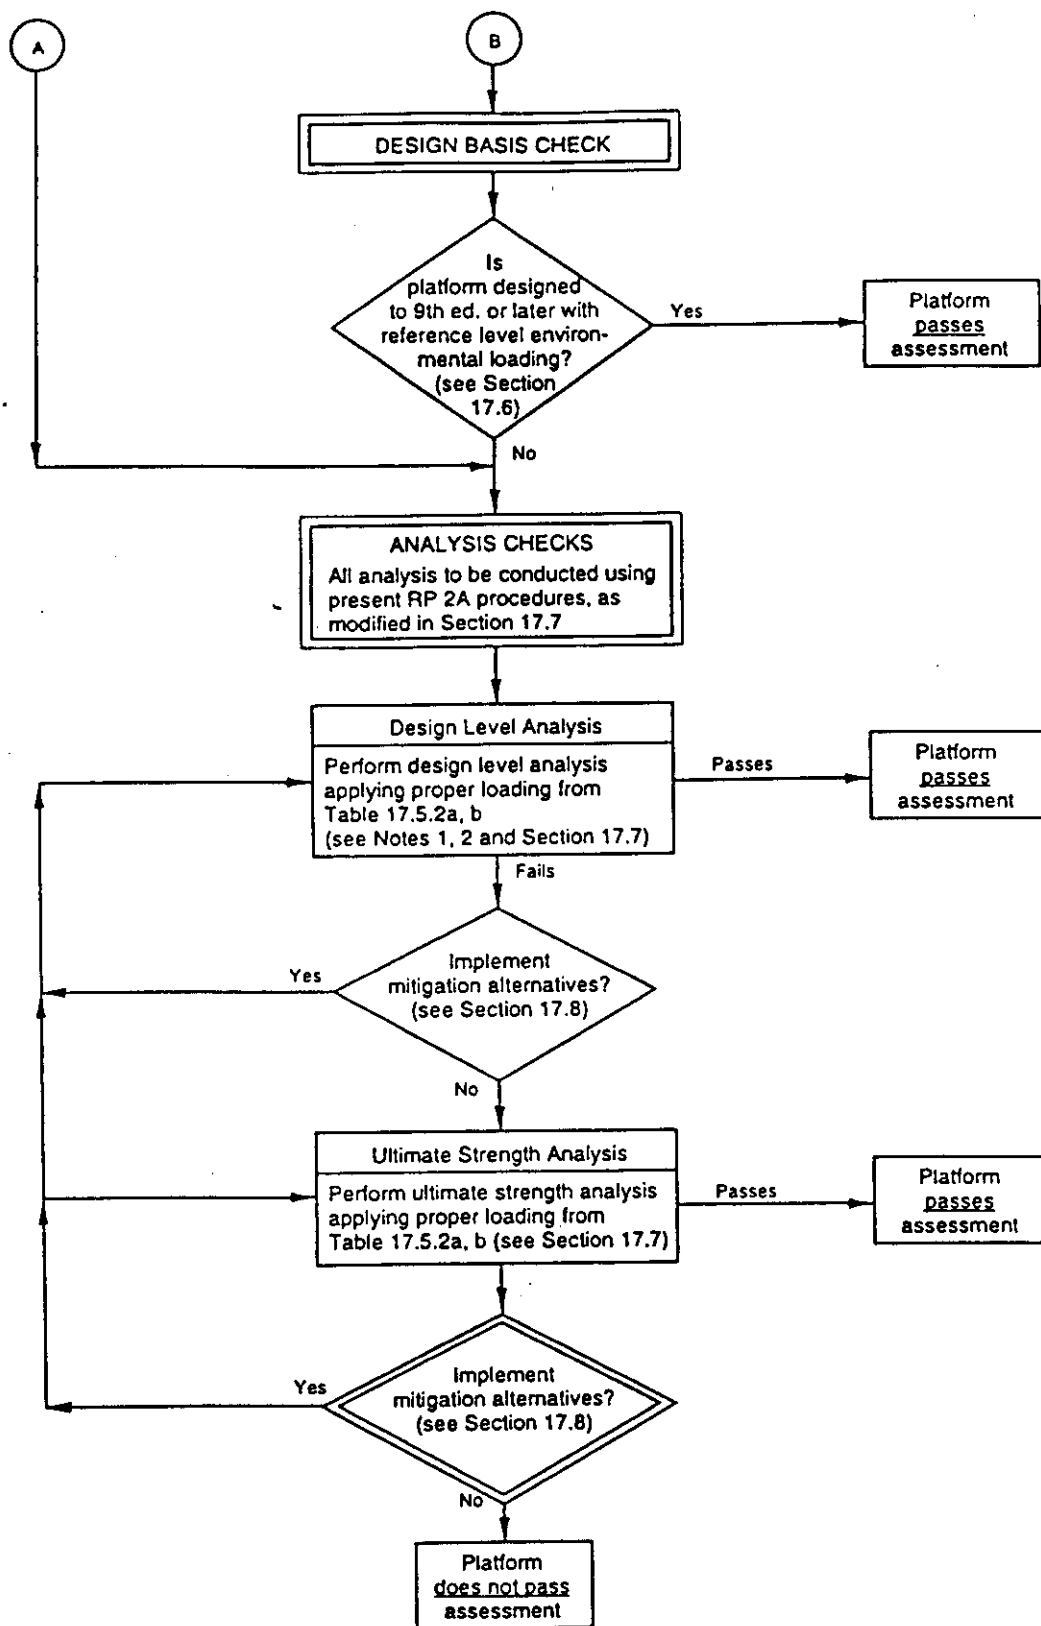 A
B
DESIGN BASIS CHECK
Is
platform designed
to 9th ed. or later with
reference level environ-
mental loading?
(see Section
17.6)
Yes
Platform
passes
assessment
No
ANALYSIS CHECKS
All analysis to be conducted using
present RP 2A procedures, as
modified in Section 17.7
Design Level Analysis
Perform design level analysis
applying proper loading from
Table 17.5.2a, b
(see Notes 1, 2 and Section 17.7)
Passes
Platform
passes
assessment
Fails
Implement
mitigation alternatives?
(see Section 17.8)
Yes
No
Ultimate Strength Analysis
Perform ultimate strength analysis
applying proper loading from
Table 17.5.2a, b (see Section 17.7)
Passes
Platform
passes
assessment
Implement
mitigation alternatives?
(see Section 17.8)
Yes
No
Platform
does not pass
assessment